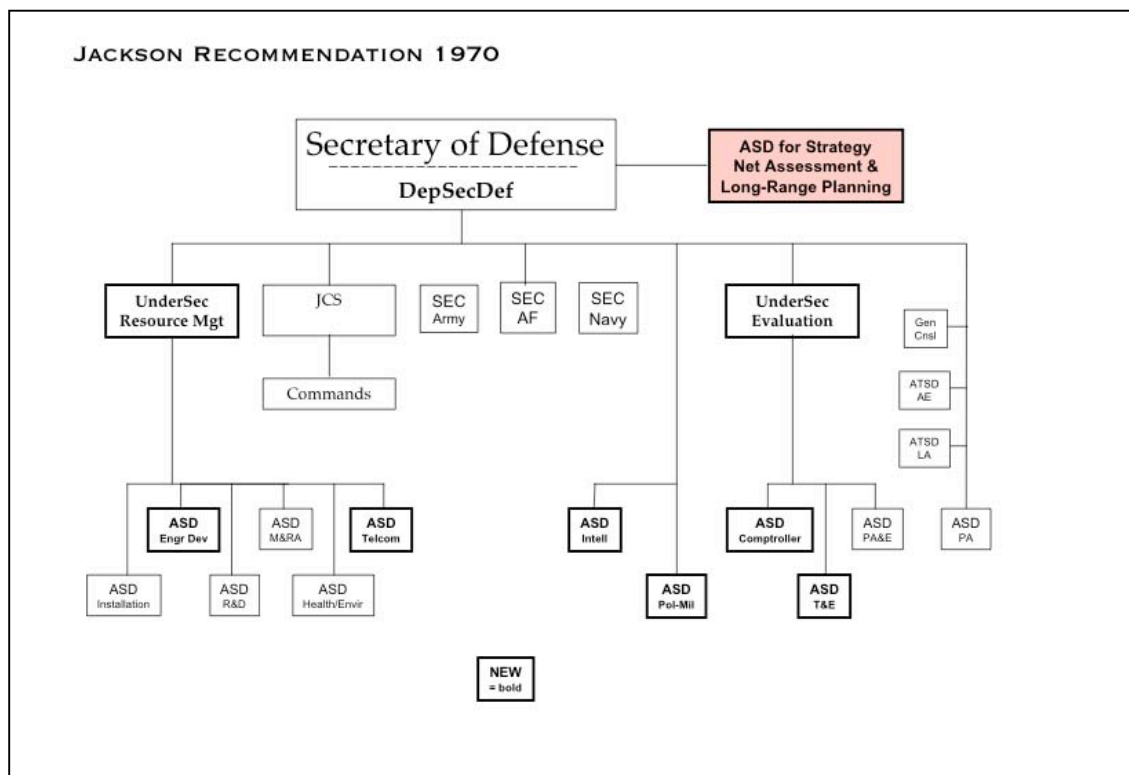 JACKSON RECOMMENDATION 1970
Secretary of Defense
DepSecDef
ASD for Strategy
Net Assessment &
Long-Range Planning
UnderSec
Resource Mgt
JCS
Commands
SEC
Army
SEC
AF
SEC
Navy
UnderSec
Evaluation
Gen
Cnsl
ATSD
AE
ATSD
LA
ASD
Engr Dev
ASD
M&RA
ASD
Telcom
ASD
Intell
ASD
Comptroller
ASD
PA&E
ASD
PA
ASD
Installation
ASD
R&D
ASD
Health/Envir
ASD
Pol-Mil
ASD
T&E
NEW
= bold